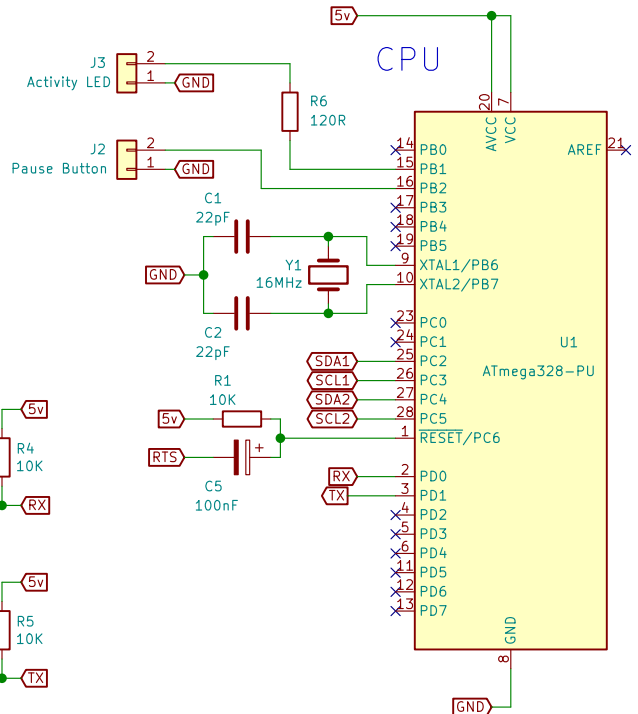 5v
CPU
J3
Activity LED
2
1
GND
R6
120R
J2
Pause Button
2
1
GND
C1
22pF
GND
Y1
16MHz
C2
22pF
SDA1
SCL1
SDA2
SCL2
R1
10K
5v
RTS
+
C5
100nF
RX
TX
5v
R4
10K
RX
5v
R5
10K
TX
20
7
AVCC
VCC
14 PB0
15 PB1
16 PB2
17 PB3
18 PB4
19 PB5
9 XTAL1/PB6
10 XTAL2/PB7
23 PC0
24 PC1
25 PC2
26 PC3
27 PC4
28 PC5
1 RESET/PC6
2 PD0
3 PD1
4 PD2
5 PD3
6 PD4
11 PD5
12 PD6
13 PD7
AREF 21
U1
ATmega328-PU
GND
8
GND